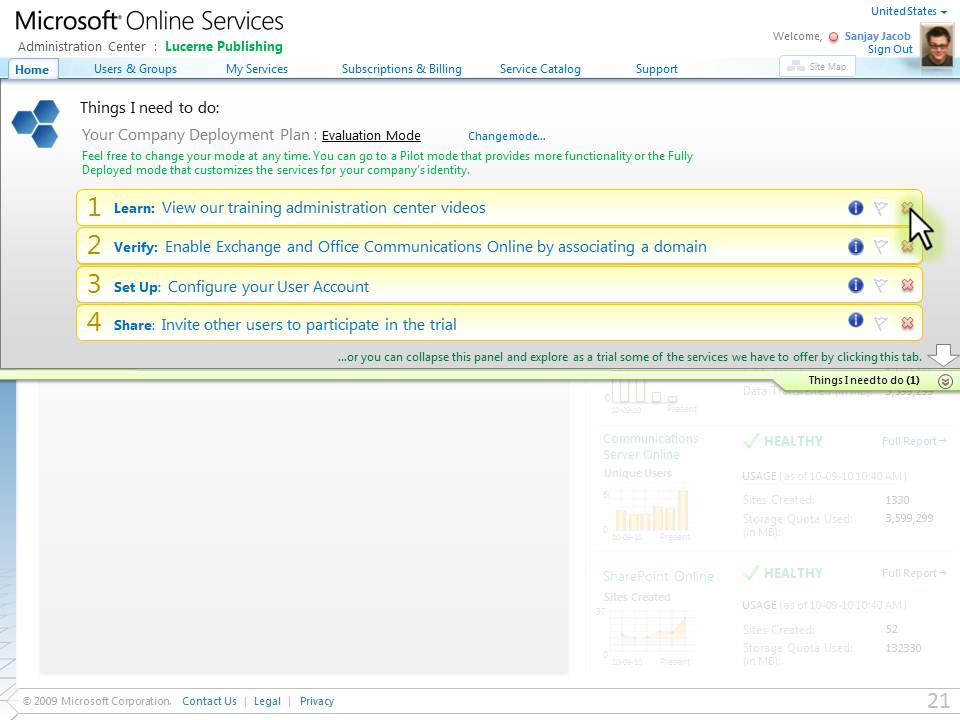 Microsoft® Online Services
United States
Administration Center : Lucerne Publishing
Welcome, Sanjay Jacob
Sign Out
Home Users & Groups My Services Subscriptions & Billing Service Catalog Support Site Map
Things I need to do:
Your Company Deployment Plan : Evaluation Mode Change mode...
Feel free to change your mode at any time. You can go to a Pilot mode that provides more functionality or the Fully
Deployed mode that customizes the services for your company's identity.
1 Learn: View our training administration center videos
2 Verify: Enable Exchange and Office Communications Online by associating a domain
3 Set Up: Configure your User Account
4 Share: Invite other users to participate in the trial
...or you can collapse this panel and explore as a trial some of the services we have to offer by clicking this tab.
Things I need to do (1)
0
10-09-10 Present
Communications
Server Online
HEALTHY Full Report→
Unique Users
USAGE (as of 10-09-10 10:40 AM)
6
Sites Created: 1330
Storage Quota Used: 3,599,299
(in MB):
0
10-09-10 Present
SharePoint Online HEALTHY Full Report→
Sites Created
USAGE (as of 10-09-10 10:40 AM)
37
Sites Created: 52
Storage Quota Used: 132330
(in MB):
0
10-09-10 Present
© 2009 Microsoft Corporation. Contact Us | Legal | Privacy
21